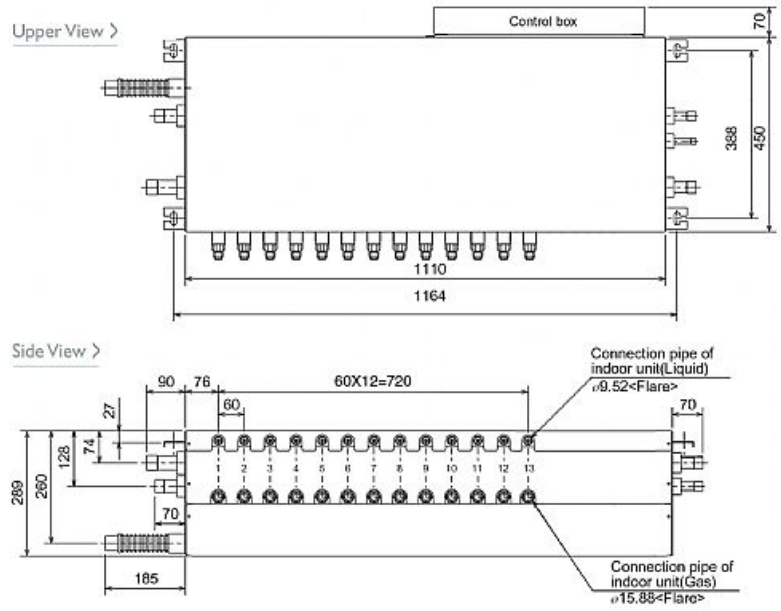 Upper View >
Control box
70
388
450
1110
1164
Side View >
Connection pipe of
indoor unit(Liquid)
ø9.52<Flare>
90
76
60X12=720
70
60
27
74
128
260
289
1 2 3 4 5 6 7 8 9 10 11 12 13
70
185
Connection pipe of
indoor unit(Gas)
ø15.88<Flare>